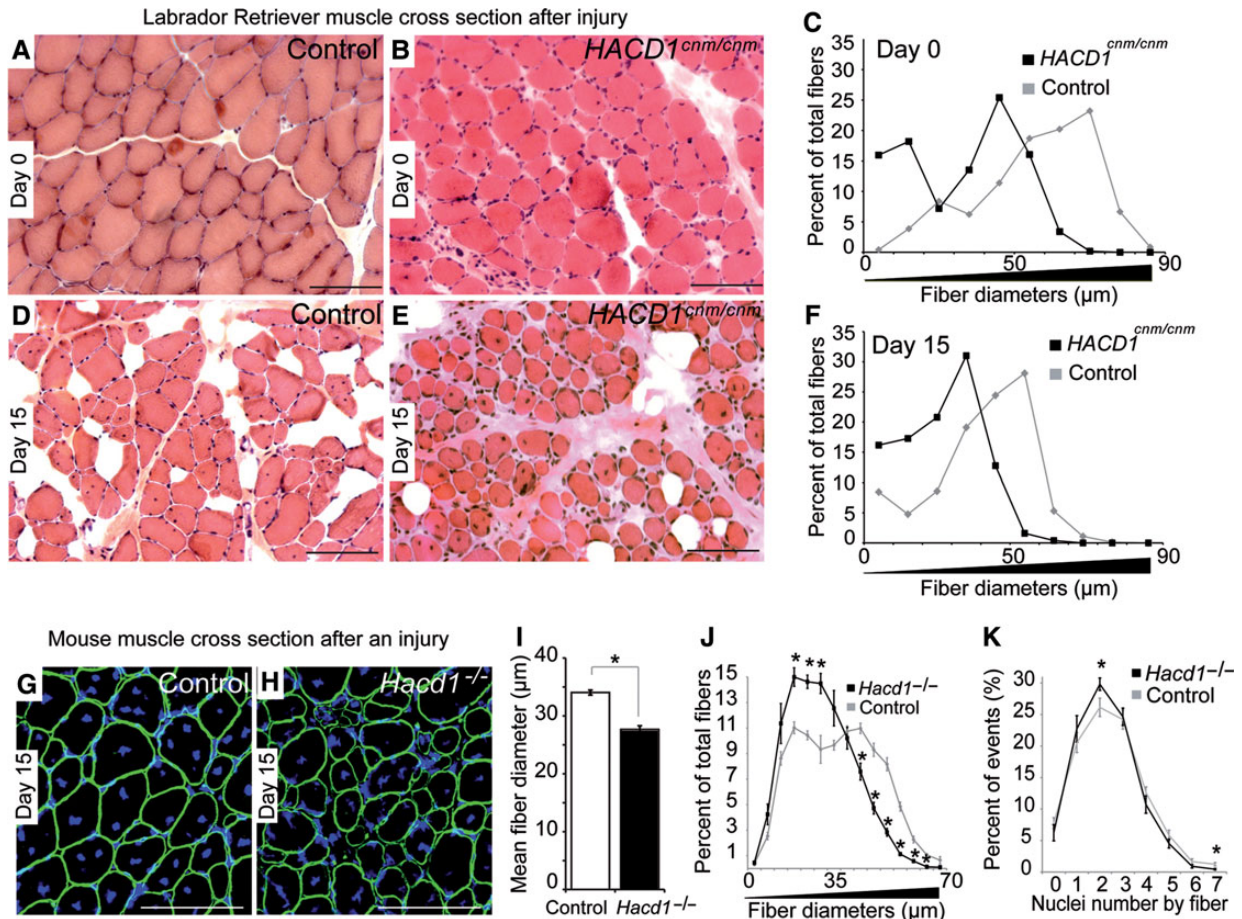 Labrador Retriever muscle cross section after injury
A Control
Day 0
B HACD1cnm/cnm
Day 0
C Day 0
HACD1cnm/cnm
Control
Percent of total fibers
35
30
25
20
15
10
5
0
50
90
Fiber diameters (µm)
D Control
Day 15
E HACD1cnm/cnm
Day 15
F Day 15
HACD1cnm/cnm
Control
Percent of total fibers
35
30
25
20
15
10
5
0
50
90
Fiber diameters (µm)
Mouse muscle cross section after an injury
G Control
Day 15
H Hacd1–/–
Day 15
I
Mean fiber diameter (µm)
40
30
20
10
0
*
Control Hacd1–/–
J
Percent of total fibers
15
13
11
9
7
5
3
1
* * *
Hacd1–/–
Control
* * * * * *
35
70
Fiber diameters (µm)
K
Percent of events (%)
30
25
20
15
10
5
0
*
Hacd1–/–
Control
*
0 1 2 3 4 5 6 7
Nuclei number by fiber